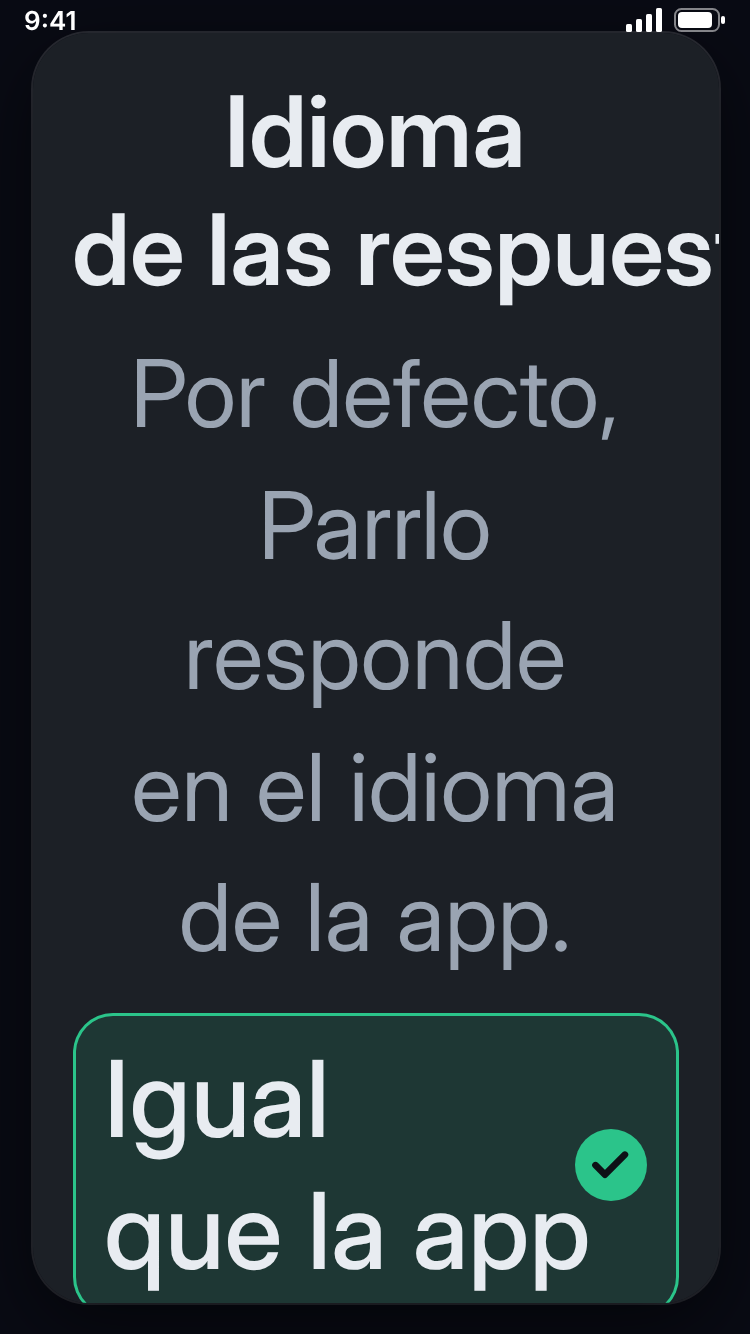 9:41
Idioma
de las respues
Por defecto,
Parrlo
responde
en el idioma
de la app.
Igual
que la app